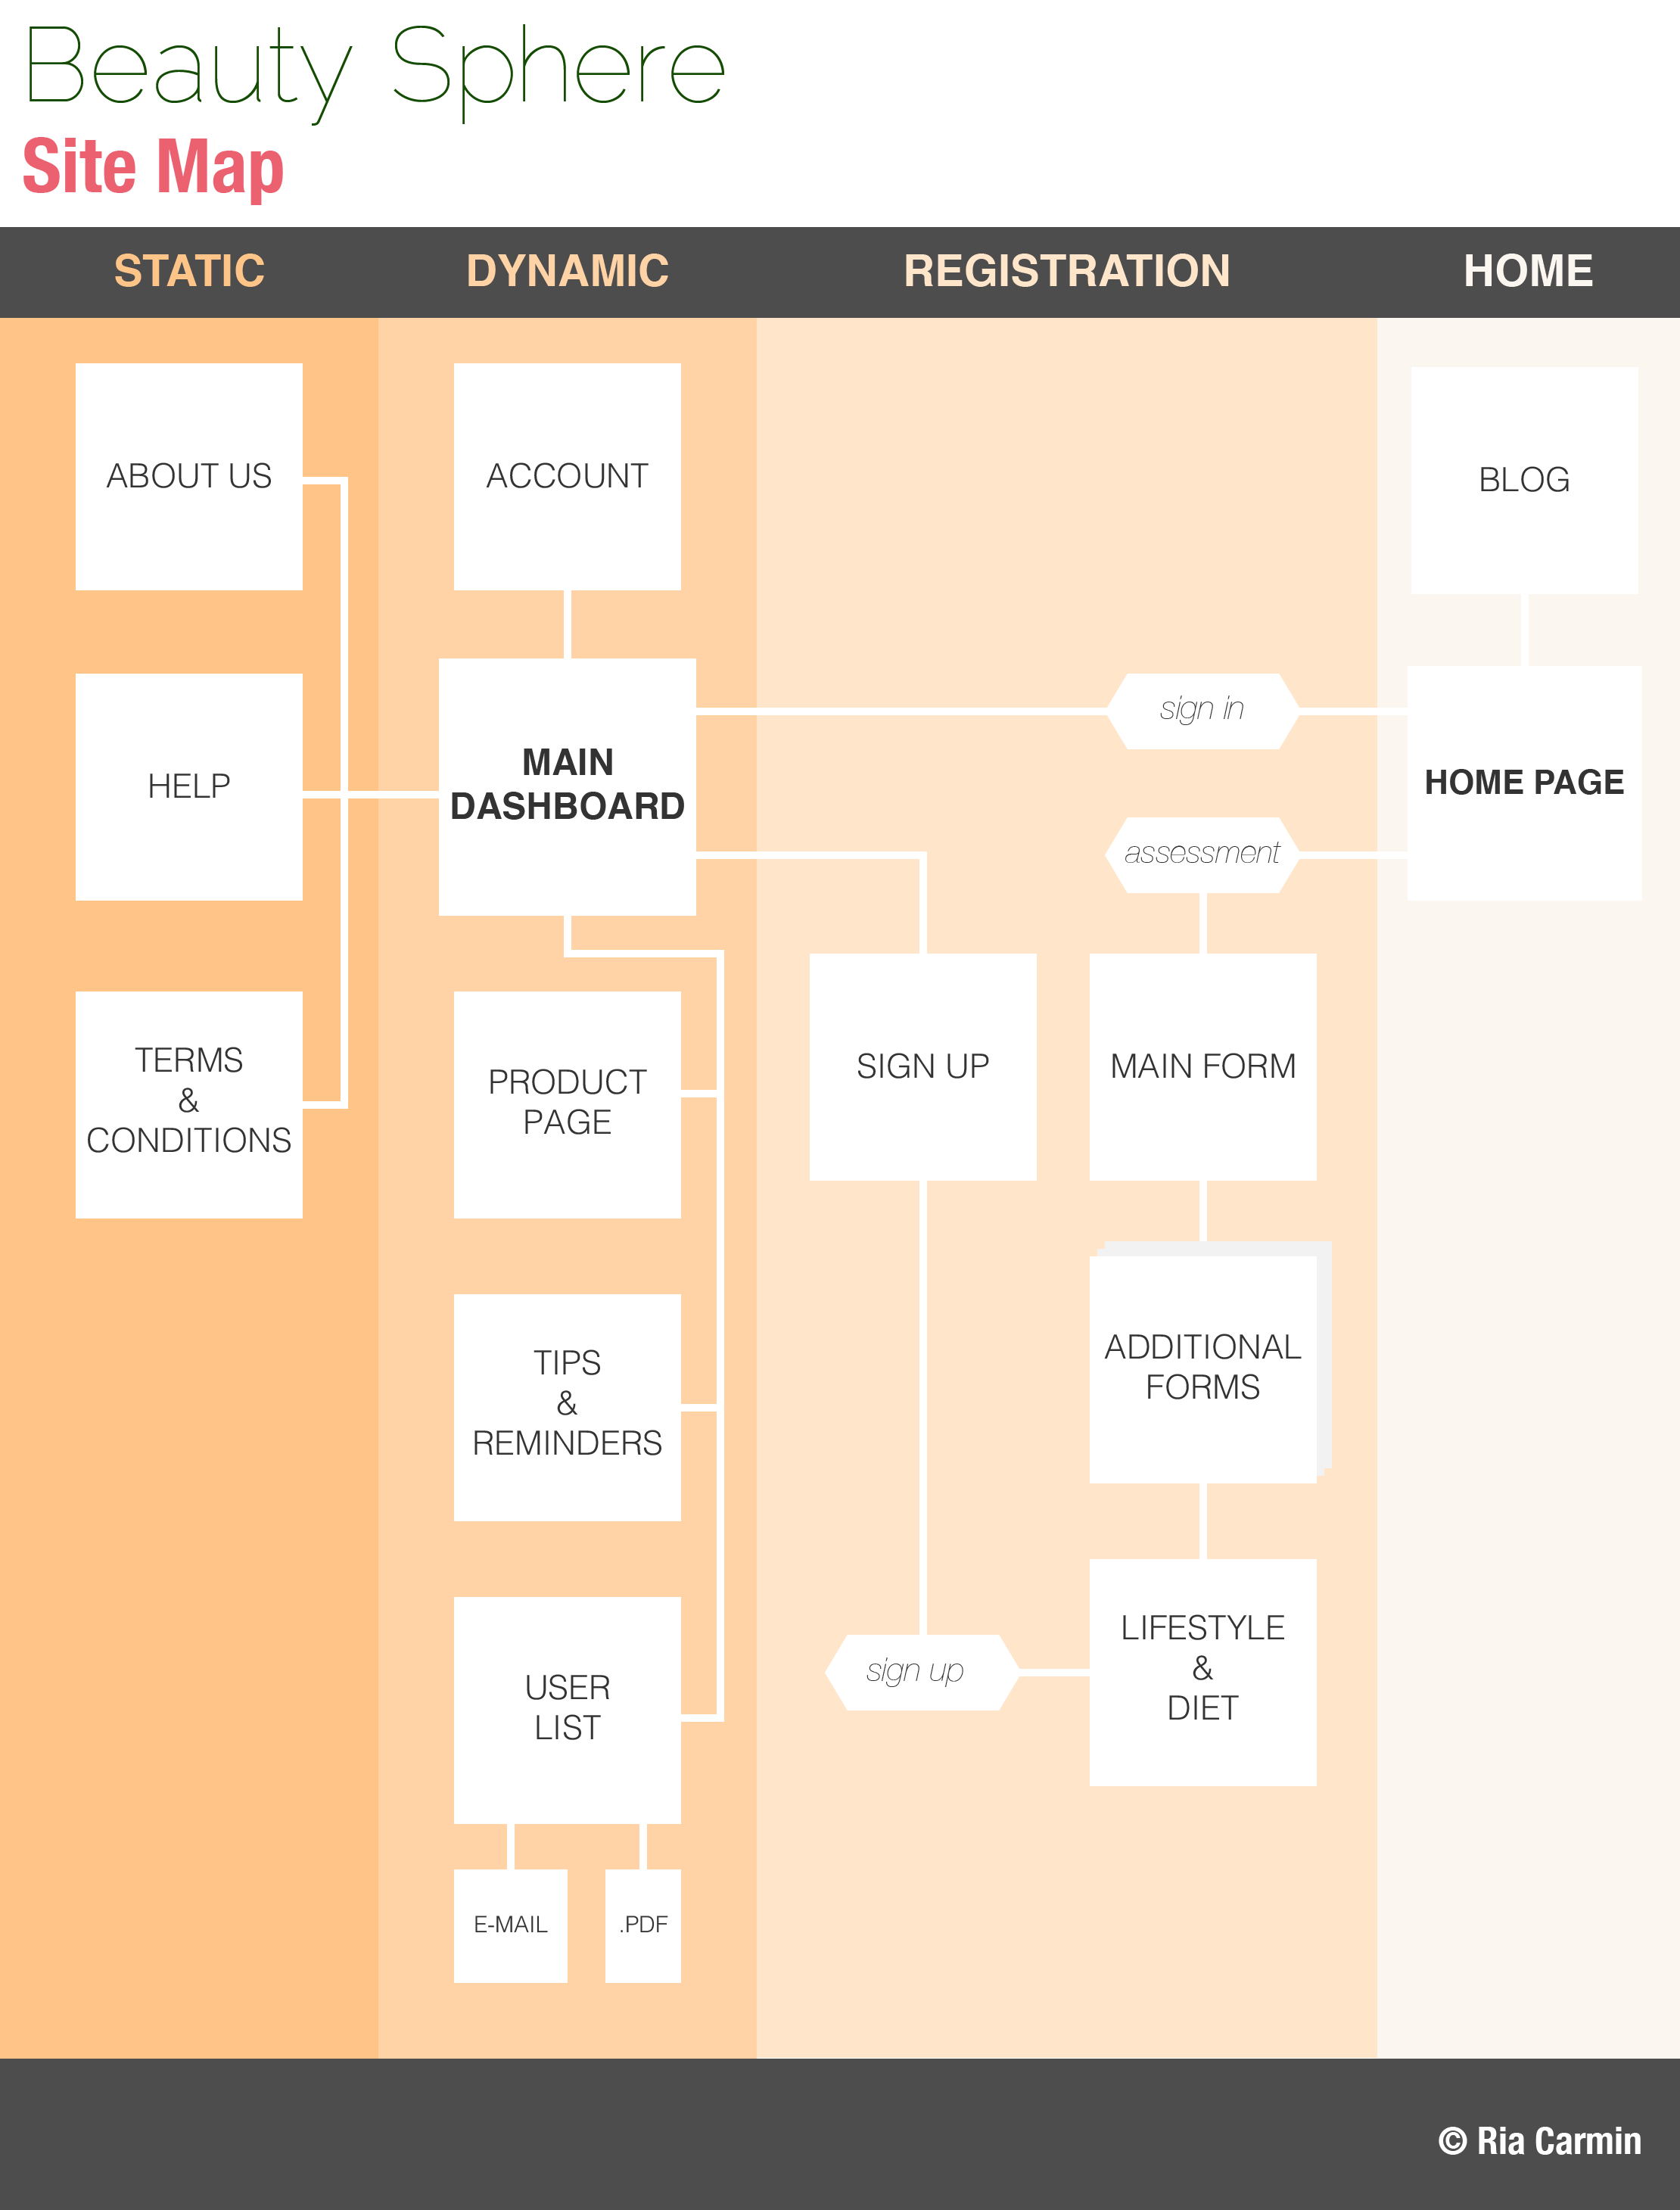 Beauty Sphere
Site Map
STATIC
DYNAMIC
REGISTRATION
HOME
ABOUT US
HELP
TERMS
&
CONDITIONS
ACCOUNT
MAIN
DASHBOARD
PRODUCT
PAGE
TIPS
&
REMINDERS
USER
LIST
E-MAIL
.PDF
sign in
assessment
SIGN UP
MAIN FORM
ADDITIONAL
FORMS
sign up
LIFESTYLE
&
DIET
BLOG
HOME PAGE
© Ria Carmin